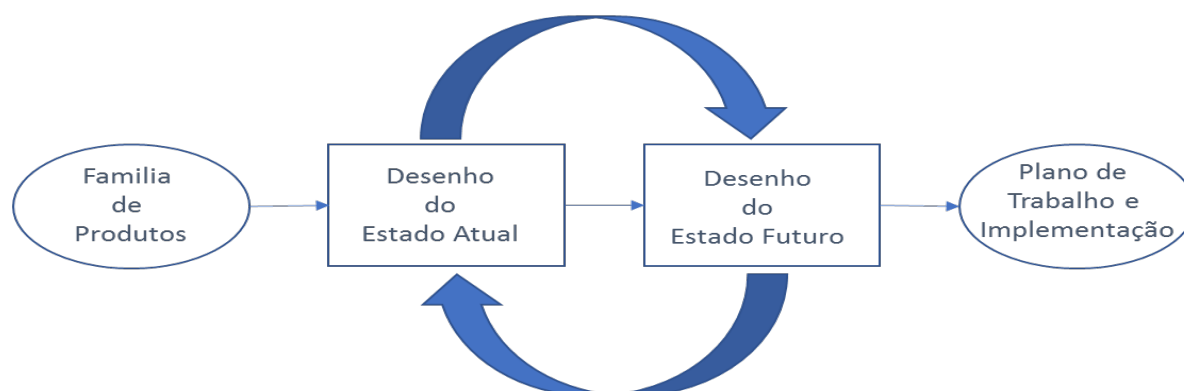 Familia
de
Produtos
Desenho
do
Estado Atual
Desenho
do
Estado Futuro
Plano de
Trabalho e
Implementação